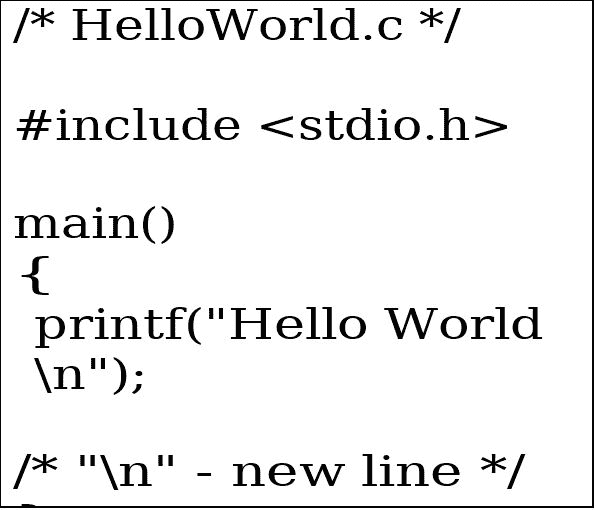 /* HelloWorld.c */
#include <stdio.h>
main()
{
printf("Hello World
\n");
/* "\n" - new line */